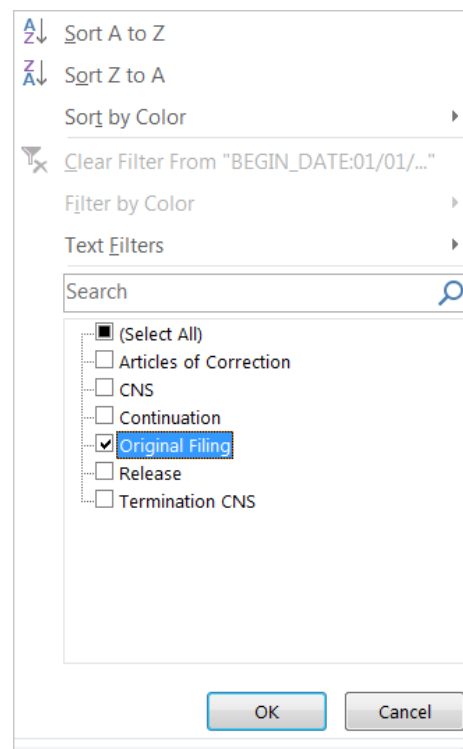 Sort A to Z
Sort Z to A
Sort by Color
Clear Filter From "BEGIN_DATE:01/01/..."
Filter by Color
Text Filters
Search
(Select All)
Articles of Correction
CNS
Continuation
Original Filing
Release
Termination CNS
OK Cancel